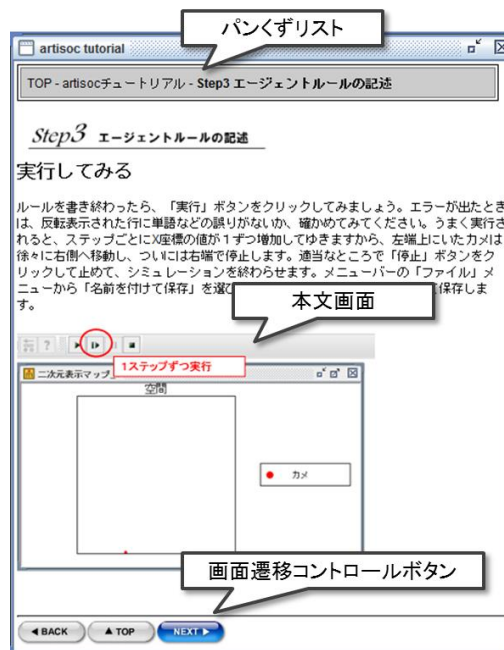 パンくずリスト
artisoc tutorial
TOP - artisocチュートリアル - Step3 エージェントルールの記述
Step3 エージェントルールの記述
実行してみる
ルールを書き終わったら、「実行」ボタンをクリックしてみましょう。エラーが出たとき
は、反転表示された行に単語などの誤りがないか、確かめてみてください。うまく実行さ
れると、ステップごとにX座標の値が１ずつ増加してゆきますから、左端上にいたカメは
徐々に右側へ移動し、ついには右端で停止します。適当なところで「停止」ボタンをク
リックして止めて、シミュレーションを終わらせます。メニューバーの「ファイル」メ
ニューから「名前を付けて保存」を選び 保存しま
す。
本文画面
?
1ステップずつ実行
二次元表示マップ
空間
カメ
画面遷移コントロールボタン
BACK TOP NEXT